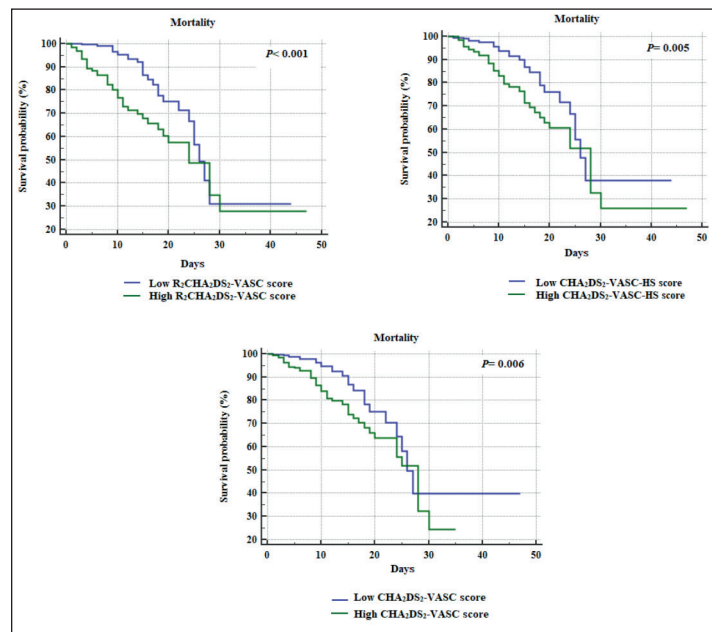 Mortality
P< 0.001
Survival probability (%)
100
90
80
70
60
50
40
30
20
0 10 20 30 40 50
Days
Low R₂CHA₂DS₂-VASC score
High R₂CHA₂DS₂-VASC score
Mortality
P= 0.005
Survival probability (%)
100
90
80
70
60
50
40
30
20
0 10 20 30 40 50
Days
Low CHA₂DS₂-VASC-HS score
High CHA₂DS₂-VASC-HS score
Mortality
P= 0.006
Survival probability (%)
100
90
80
70
60
50
40
30
20
0 10 20 30 40 50
Days
Low CHA₂DS₂-VASC score
High CHA₂DS₂-VASC score